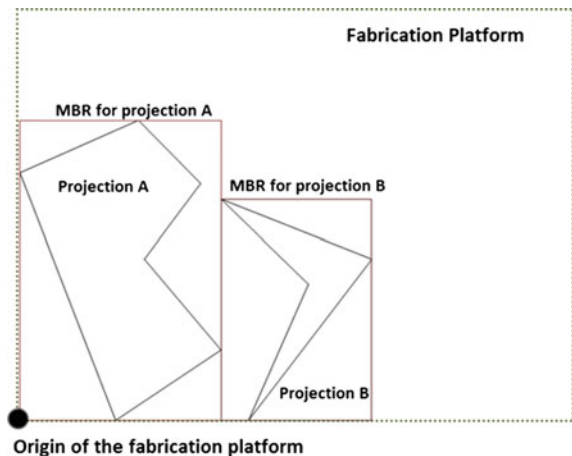 Fabrication Platform
MBR for projection A
Projection A
MBR for projection B
Projection B
Origin of the fabrication platform